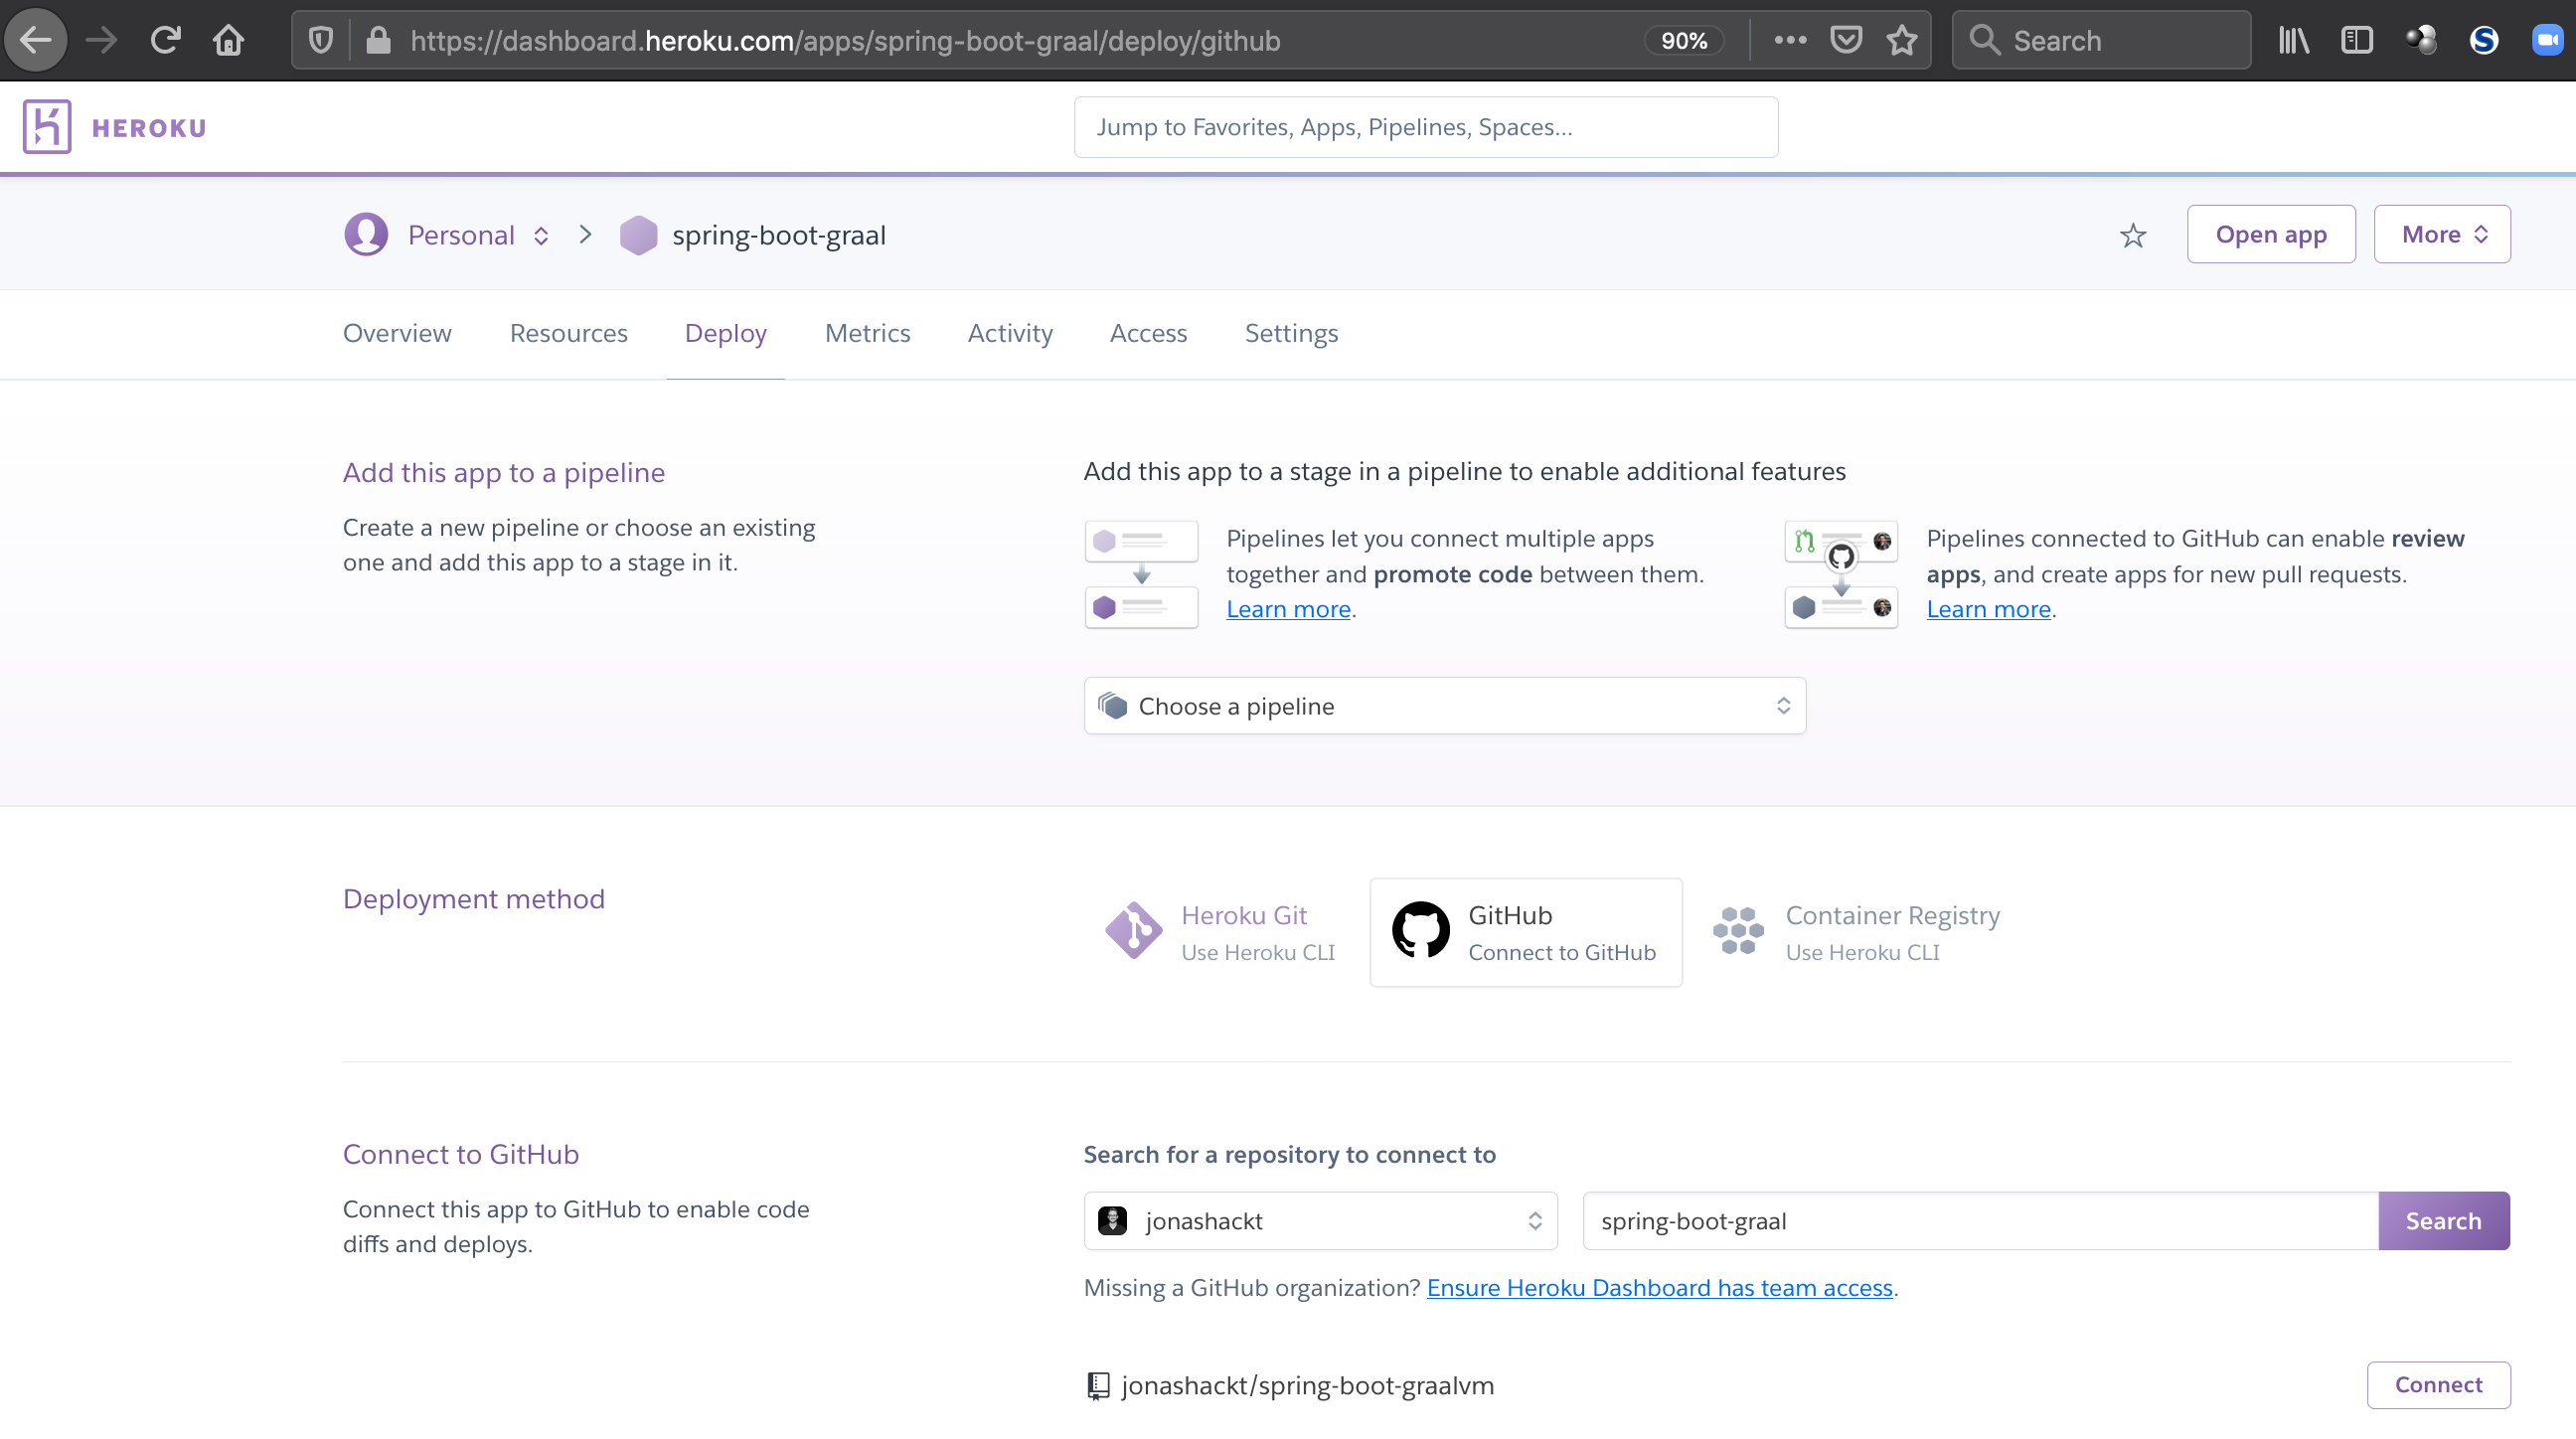 https://dashboard.heroku.com/apps/spring-boot-graal/deploy/github
90%
Search
HEROKU
Jump to Favorites, Apps, Pipelines, Spaces...
Personal
spring-boot-graal
Open app
More
Overview
Resources
Deploy
Metrics
Activity
Access
Settings
Add this app to a pipeline
Create a new pipeline or choose an existing
one and add this app to a stage in it.
Add this app to a stage in a pipeline to enable additional features
Pipelines let you connect multiple apps
together and promote code between them.
Learn more.
Pipelines connected to GitHub can enable review
apps, and create apps for new pull requests.
Learn more.
Choose a pipeline
Deployment method
Heroku Git
Use Heroku CLI
GitHub
Connect to GitHub
Container Registry
Use Heroku CLI
Connect to GitHub
Connect this app to GitHub to enable code
diffs and deploys.
Search for a repository to connect to
jonashackt
spring-boot-graal
Search
Missing a GitHub organization? Ensure Heroku Dashboard has team access.
jonashackt/spring-boot-graalvm
Connect